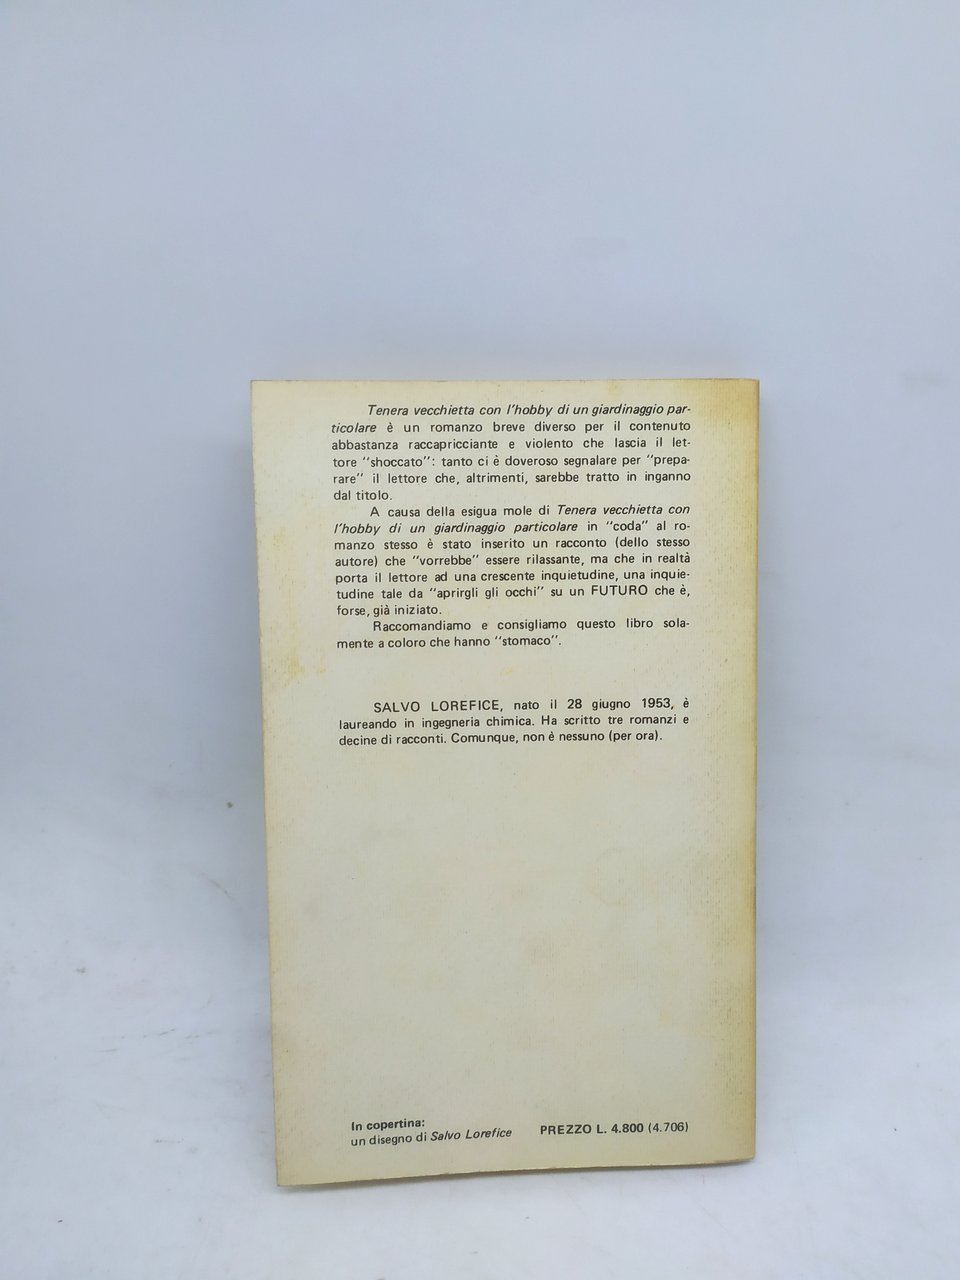 Tenera vecchietta con l'hobby di un giardinaggio par-
ticolare è un romanzo breve diverso per il contenuto
abbastanza raccapricciante e violento che lascia il let-
tore "shoccato": tanto ci è doveroso segnalare per "prepa-
rare" il lettore che, altrimenti, sarebbe tratto in inganno
dal titolo.
A causa della esigua mole di Tenera vecchietta con
l'hobby di un giardinaggio particolare in "coda" al ro-
manzo stesso è stato inserito un racconto (dello stesso
autore) che "vorrebbe" essere rilassante, ma che in realtà
porta il lettore ad una crescente inquietudine, una inquie-
tudine tale da "aprirgli gli occhi" su un FUTURO che è,
forse, già iniziato.
Raccomandiamo e consigliamo questo libro sola-
mente a coloro che hanno "stomaco".
SALVO LOREFICE, nato il 28 giugno 1953, è
laureando in ingegneria chimica. Ha scritto tre romanzi e
decine di racconti. Comunque, non è nessuno (per ora).
In copertina:
un disegno di Salvo Lorefice
PREZZO L. 4.800 (4.706)